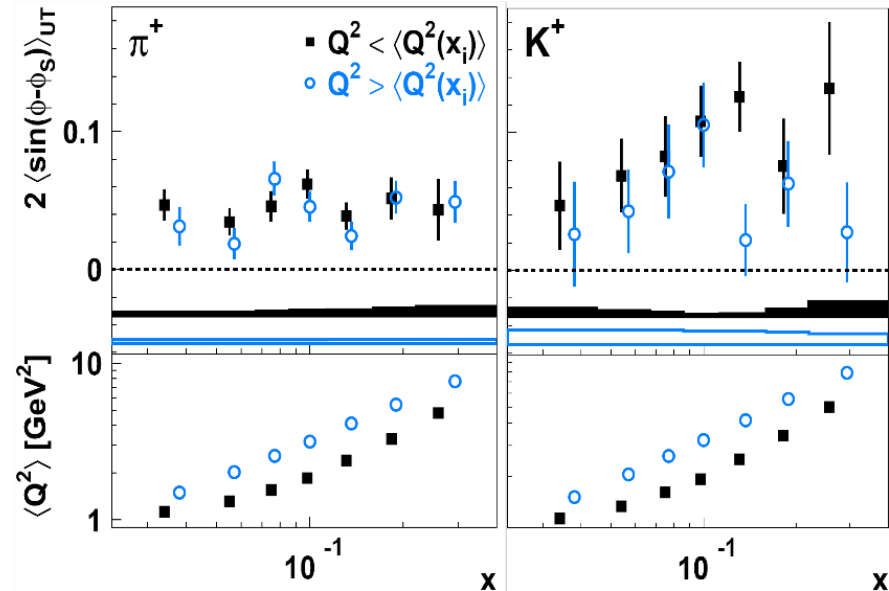 π+
Q² < ⟨Q²(xᵢ)⟩
Q² > ⟨Q²(xᵢ)⟩
K+
2 ⟨sin(ϕ-ϕS)⟩UT
0.1
0
⟨Q²⟩ [GeV²]
10
1
10 -1
x
10 -1
x